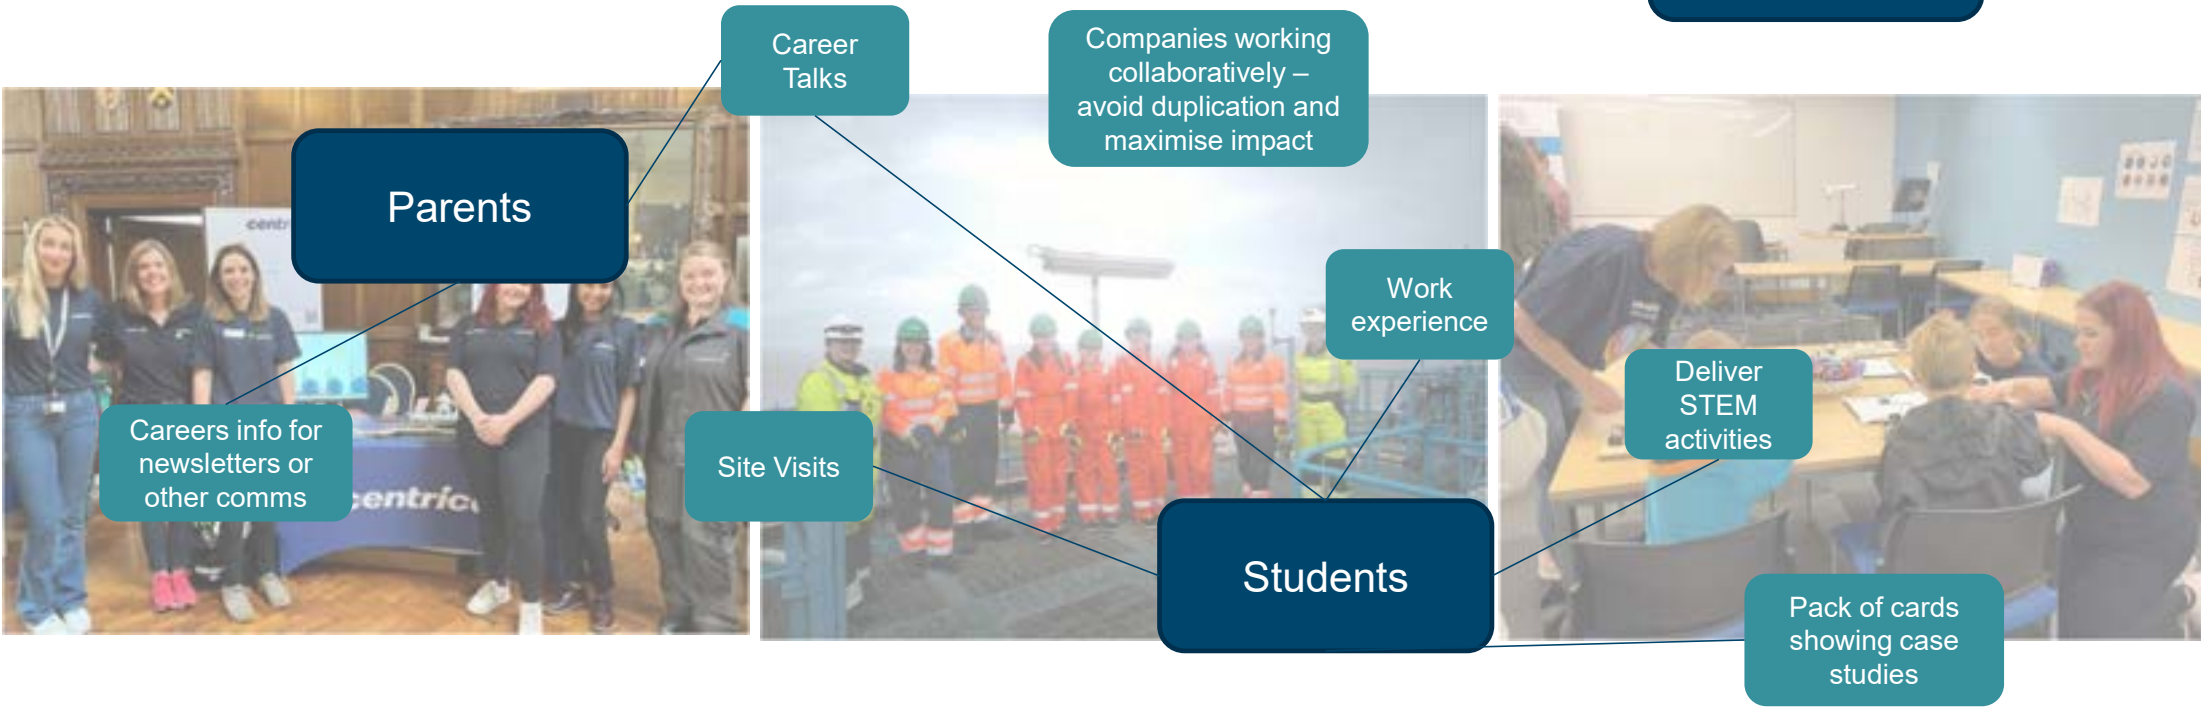 Career
Talks
Companies working
collaboratively –
avoid duplication and
maximise impact
Parents
Work
experience
Deliver
STEM
activities
Careers info for
newsletters or
other comms
Site Visits
centrica
Students
Pack of cards
showing case
studies